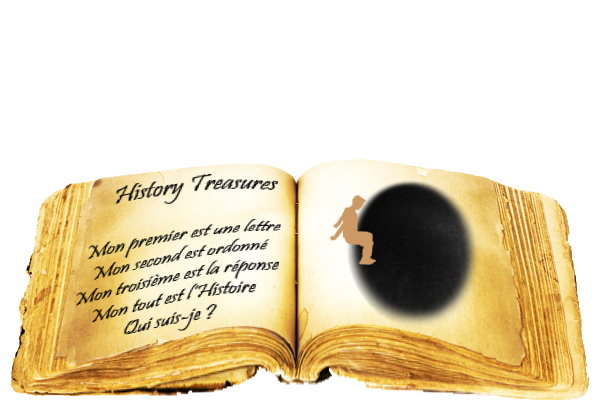 History Treasures
Mon premier est une lettre
Mon second est ordonné
Mon troisième est la réponse
Mon tout est l'Histoire
Qui suis-je ?